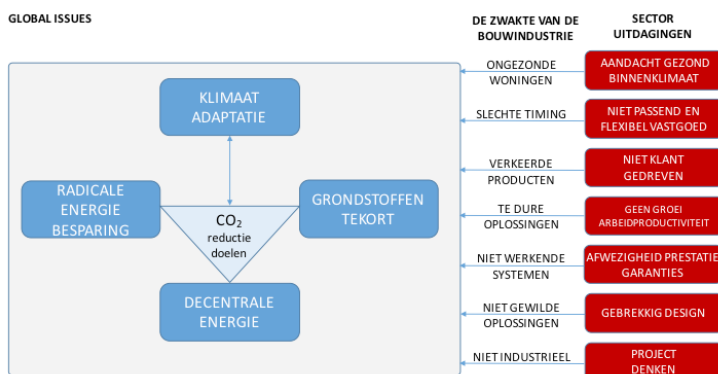 GLOBAL ISSUES
DE ZWAKTE VAN DE
BOUWINDUSTRIE
SECTOR
UITDAGINGEN
KLIMAAT
ADAPTATIE
RADICALE
ENERGIE
BESPARING
GRONDSTOFFEN
TEKORT
CO₂
reductie
doelen
DECENTRALE
ENERGIE
ONGEZONDE
WONINGEN
AANDACHT GEZOND
BINNENKLIMAAT
SLECHTE TIMING
NIET PASSEND EN
FLEXIBEL VASTGOED
VERKEERDE
PRODUCTEN
NIET KLANT
GEDREVEN
TE DURE
OPLOSSINGEN
GEEN GROEI
ARBEIDPRODUCTIVITEIT
NIET WERKENDE
SYSTEMEN
AFWEZIGHEID PRESTATIE
GARANTIES
NIET GEWILDE
OPLOSSINGEN
GEBREKKIG DESIGN
NIET INDUSTRIEEL
PROJECT
DENKEN